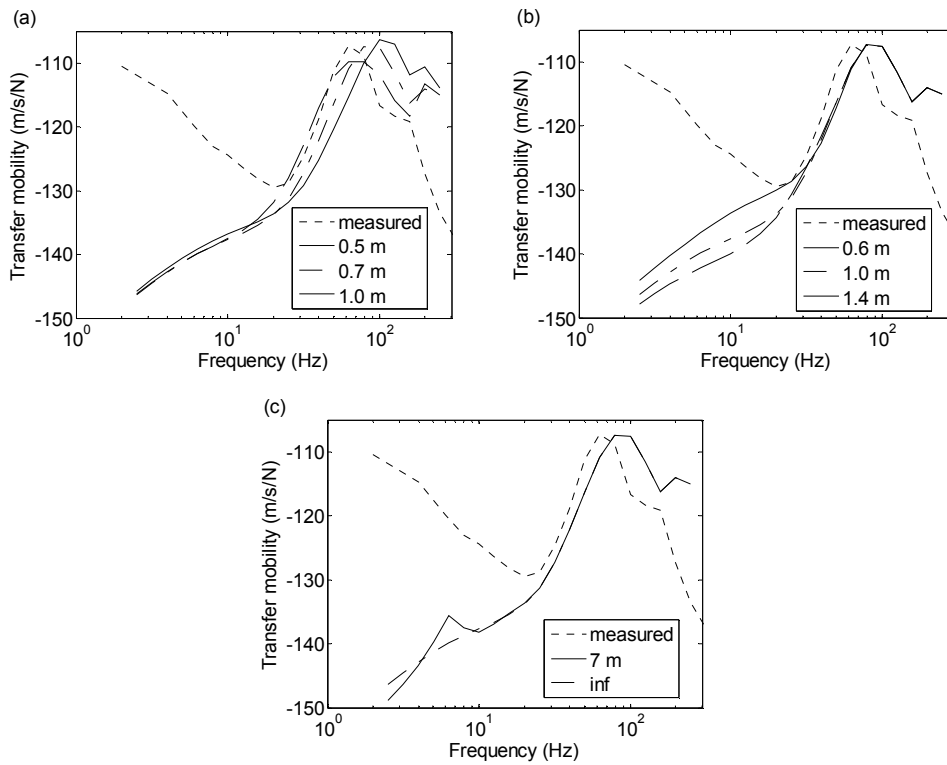 (a)
Transfer mobility (m/s/N)
-110
-120
-130
-140
-150
10^0
10^1
10^2
Frequency (Hz)
measured
0.5 m
0.7 m
1.0 m
(b)
Transfer mobility (m/s/N)
-110
-120
-130
-140
-150
10^0
10^1
10^2
Frequency (Hz)
measured
0.6 m
1.0 m
1.4 m
(c)
Transfer mobility (m/s/N)
-110
-120
-130
-140
-150
10^0
10^1
10^2
Frequency (Hz)
measured
7 m
inf